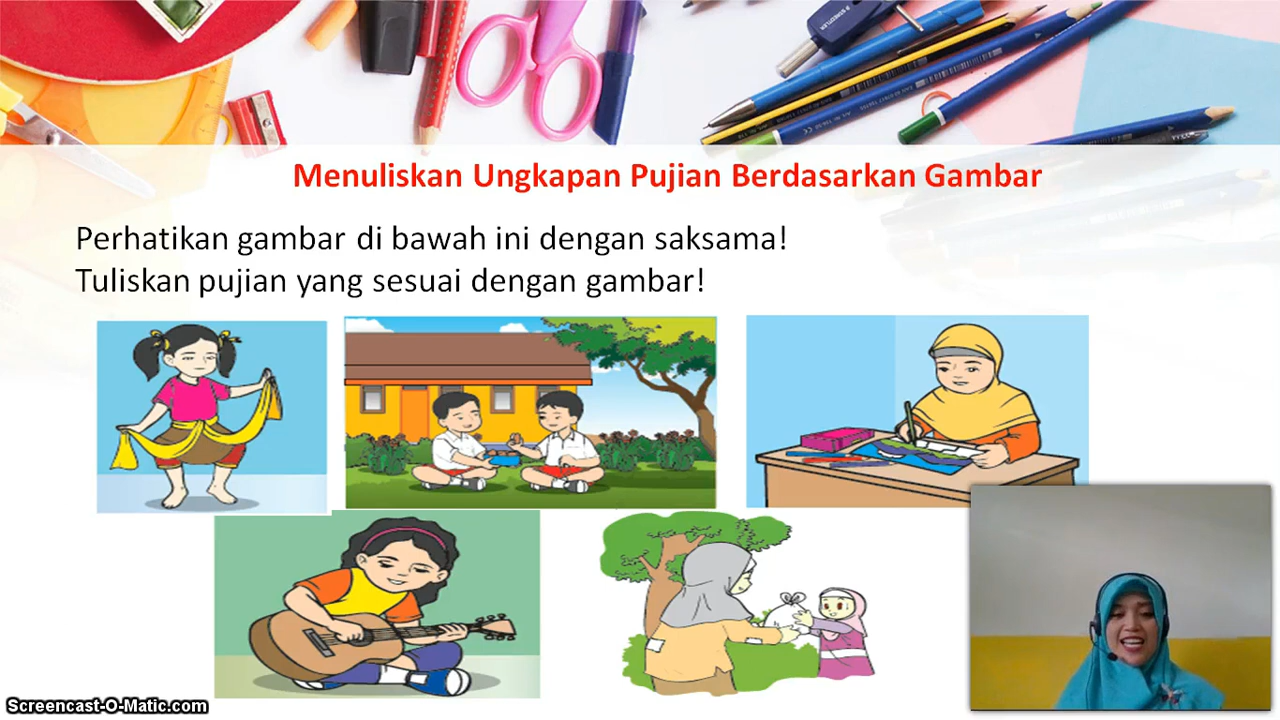 Menuliskan Ungkapan Pujian Berdasarkan Gambar
Perhatikan gambar di bawah ini dengan saksama!
Tuliskan pujian yang sesuai dengan gambar!
Screencast-O-Matic.com